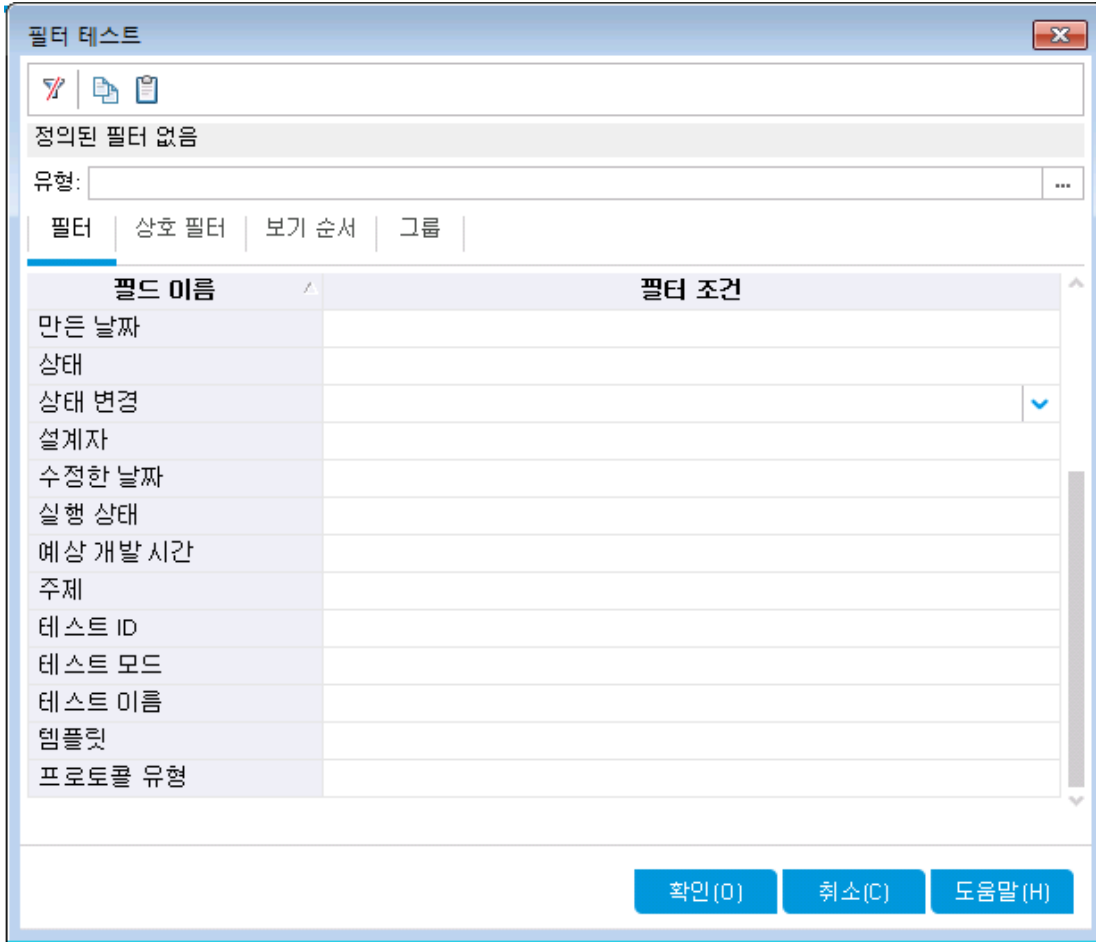 필터 테스트
정의된 필터 없음
유형: ...
필터 상호 필터 보기 순서 그룹
필드 이름 필터 조건
만든 날짜
상태
상태 변경
설계자
수정한 날짜
실행 상태
예상 개발 시간
주제
테스트 ID
테스트 모드
테스트 이름
템플릿
프로토콜 유형
확인(O) 취소(C) 도움말(H)